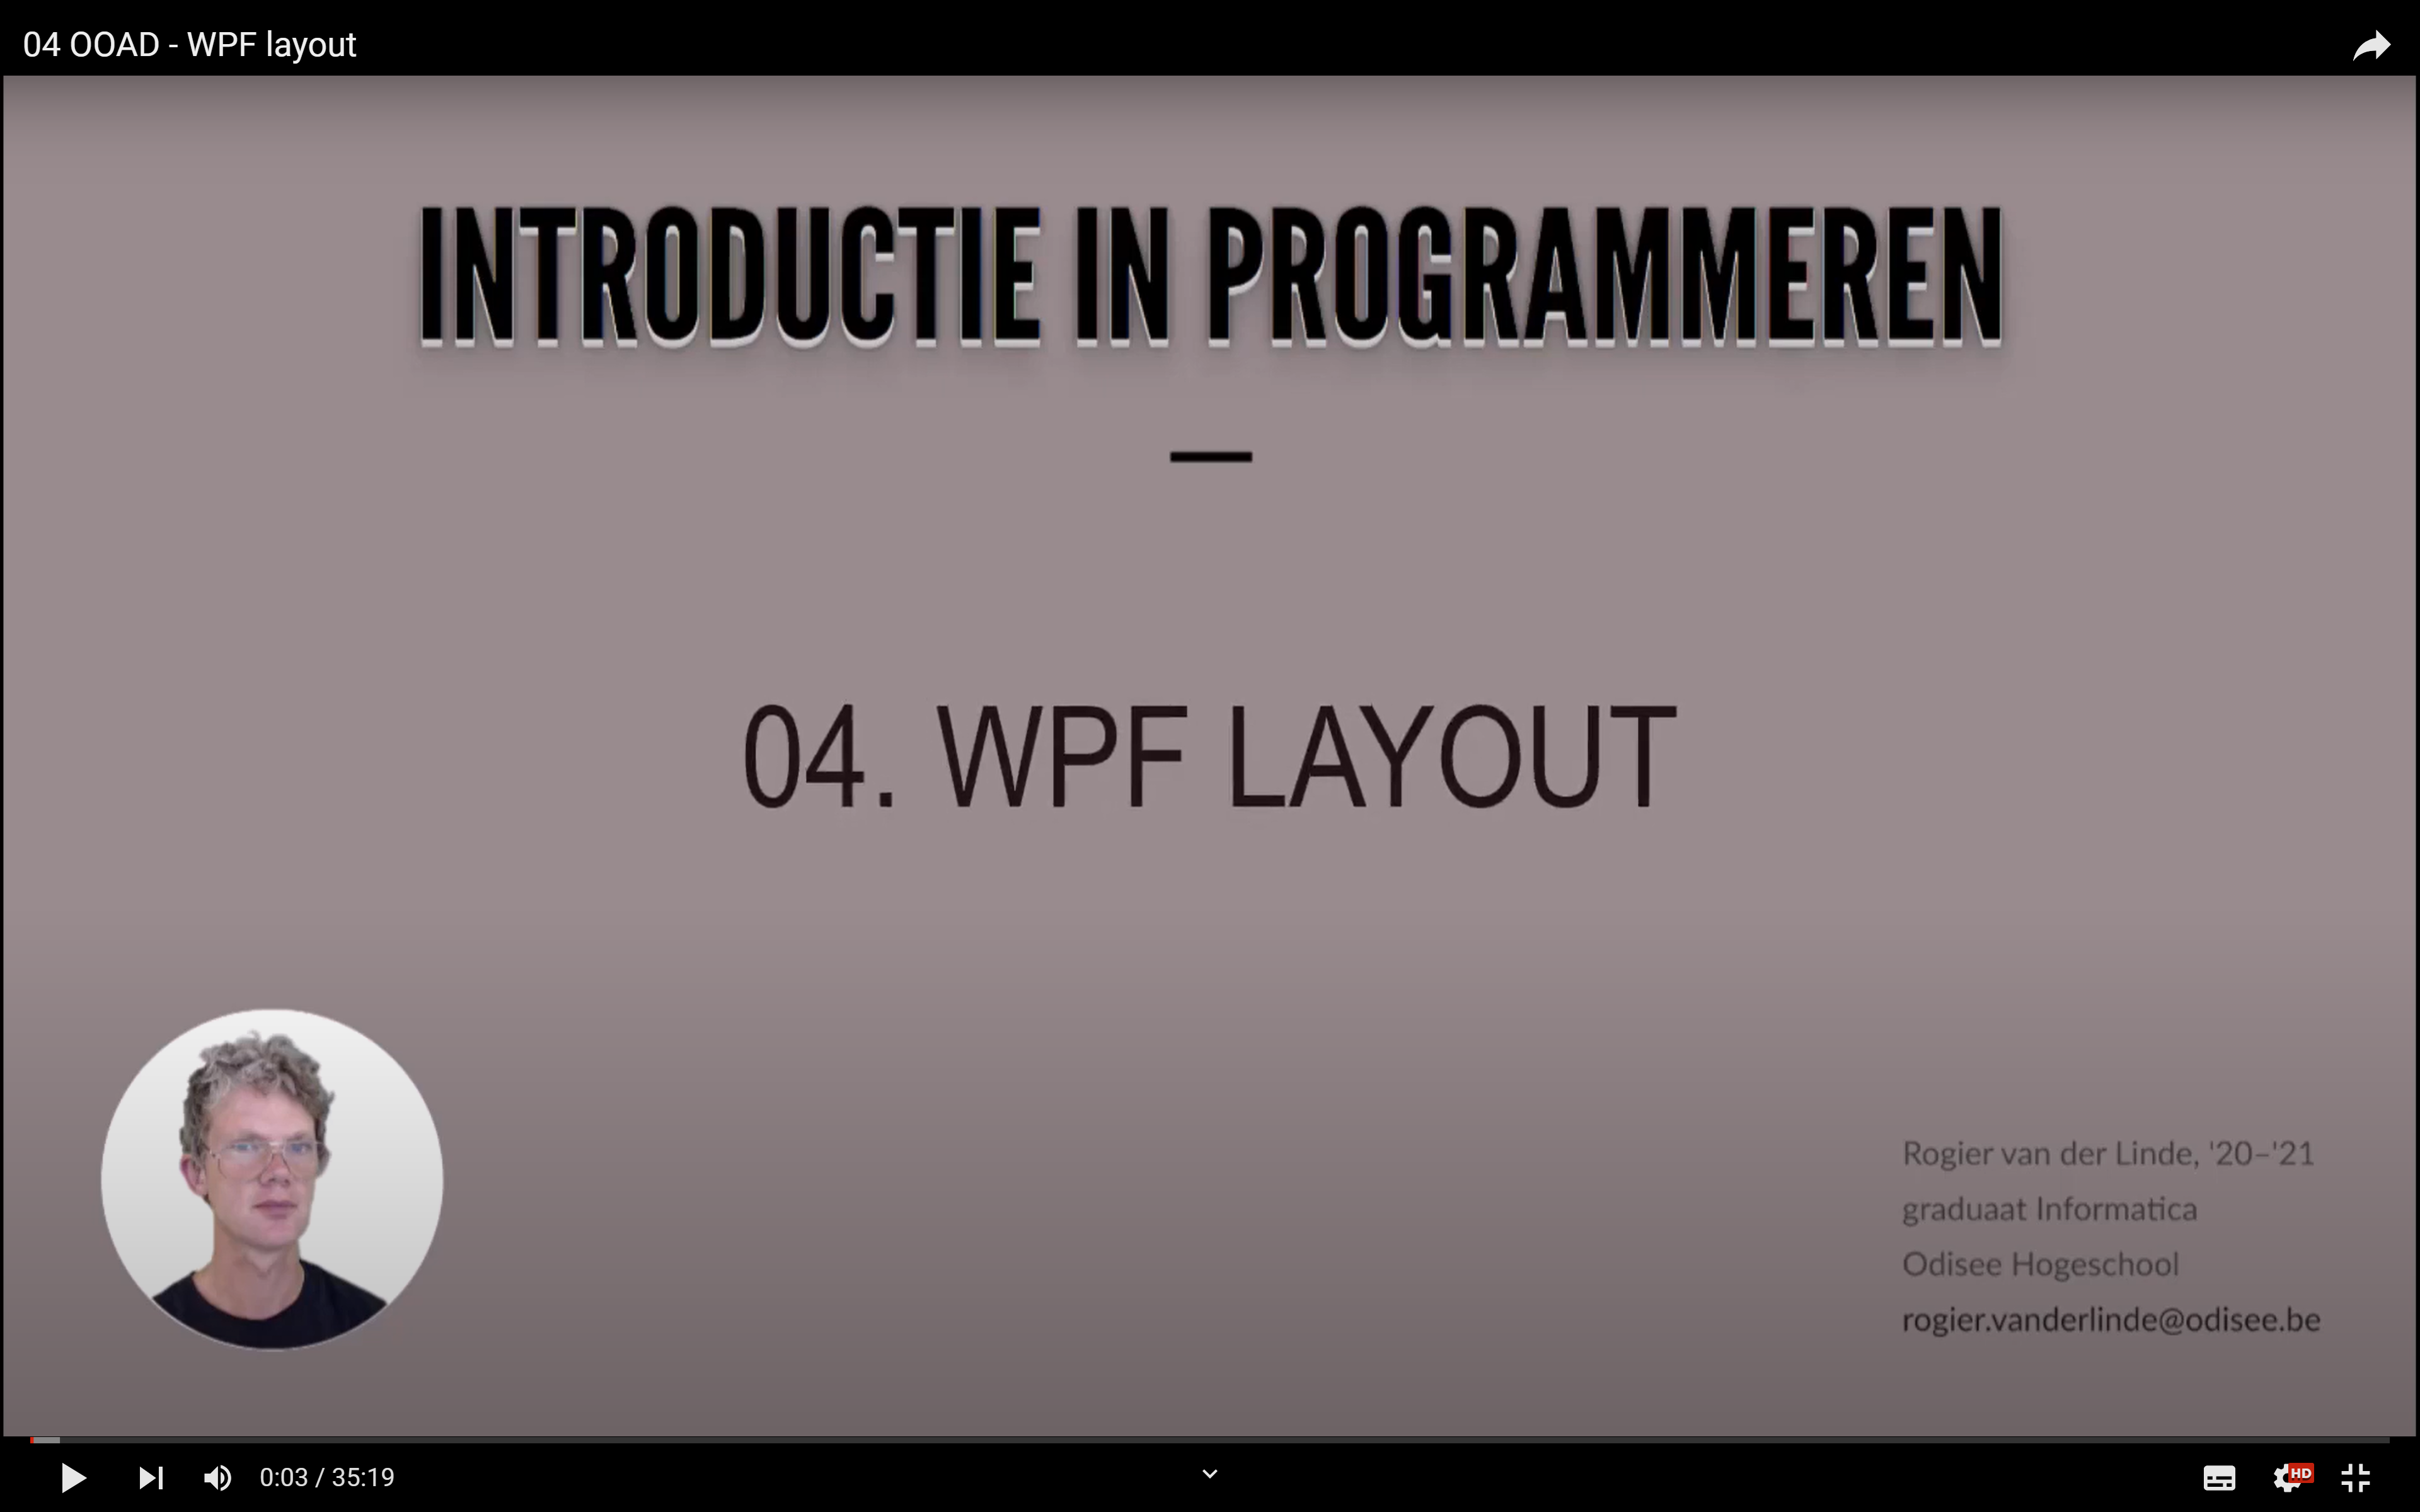 04 OOAD - WPF layout
INTRODUCTIE IN PROGRAMMEREN
04. WPF LAYOUT
Rogier van der Linde, '20–'21
graduaat Informatica
Odisee Hogeschool
rogier.vanderlinde@odisee.be
0:03 / 35:19
HD